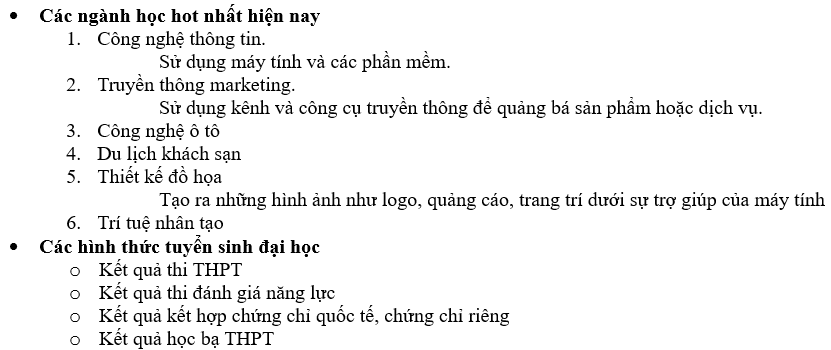 • Các ngành học hot nhất hiện nay
1. Công nghệ thông tin.
Sử dụng máy tính và các phần mềm.
2. Truyền thông marketing.
Sử dụng kênh và công cụ truyền thông để quảng bá sản phẩm hoặc dịch vụ.
3. Công nghệ ô tô
4. Du lịch khách sạn
5. Thiết kế đồ họa
Tạo ra những hình ảnh như logo, quảng cáo, trang trí dưới sự trợ giúp của máy tính
6. Trí tuệ nhân tạo
• Các hình thức tuyển sinh đại học
o Kết quả thi THPT
o Kết quả thi đánh giá năng lực
o Kết quả kết hợp chứng chỉ quốc tế, chứng chỉ riêng
o Kết quả học bạ THPT